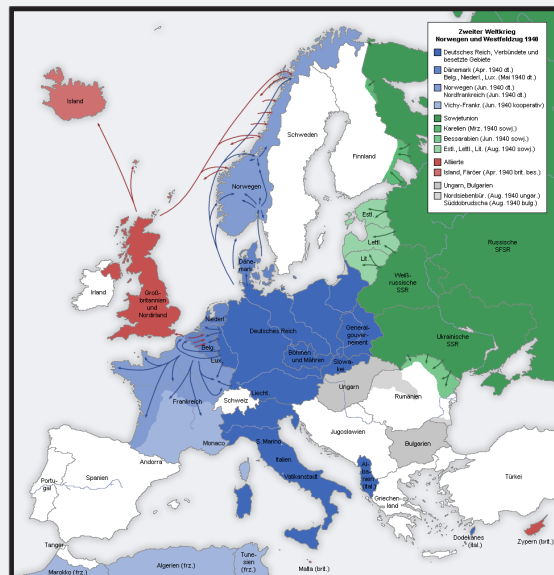 Zweiter Weltkrieg
Norwegen und Westfeldzug 1940
Deutsches Reich, Verbündete und
besetzte Gebiete
Dänemark (Apr. 1940 dt.)
Belg., Niederl., Lux. (Mai 1940 dt.)
Norwegen (Jun. 1940 dt.)
Nordfrankreich (Jun. 1940 dt.)
Vichy-Frankr. (Jun. 1940 kooperativ)
Sowjetunion
Karelien (Mrz. 1940 sowj.)
Bessarabien (Jun. 1940 sowj.)
Estl., Lettl., Lit. (Aug. 1940 sowj.)
Alliierte
Island, Färöer (Apr. 1940 brit. bes.)
Ungarn, Bulgarien
Nordsiebenbür. (Aug. 1940 ungar.)
Süddobrudscha (Aug. 1940 bulg.)
Island
Schweden
Finnland
Norwegen
Estl.
Lettl.
Lit.
Russische
SFSR
Däne-
mark
Weiß-
russische
SSR
Irland
Groß-
britannien
und
Nordirland
Niederl.
Deutsches Reich
General-
gouver-
nement
Belg.
Lux.
Böhmen
und Mähren
Slowa-
kei
Ukrainische
SSR
Liecht.
Schweiz
Ungarn
Rumänien
Frankreich
Jugoslawien
Monaco
S.Marino
Andorra
Italien
Vatikanstadt
Bulgarien
Al-
ba-
nien
(ital.)
Portu-
gal
Spanien
Griechen-
land
Türkei
Tanger
Dodekanes
(ital.)
Zypern (brit.)
Marokko (frz.)
Algerien (frz.)
Tune-
sien
(frz.)
Malta (brit.)